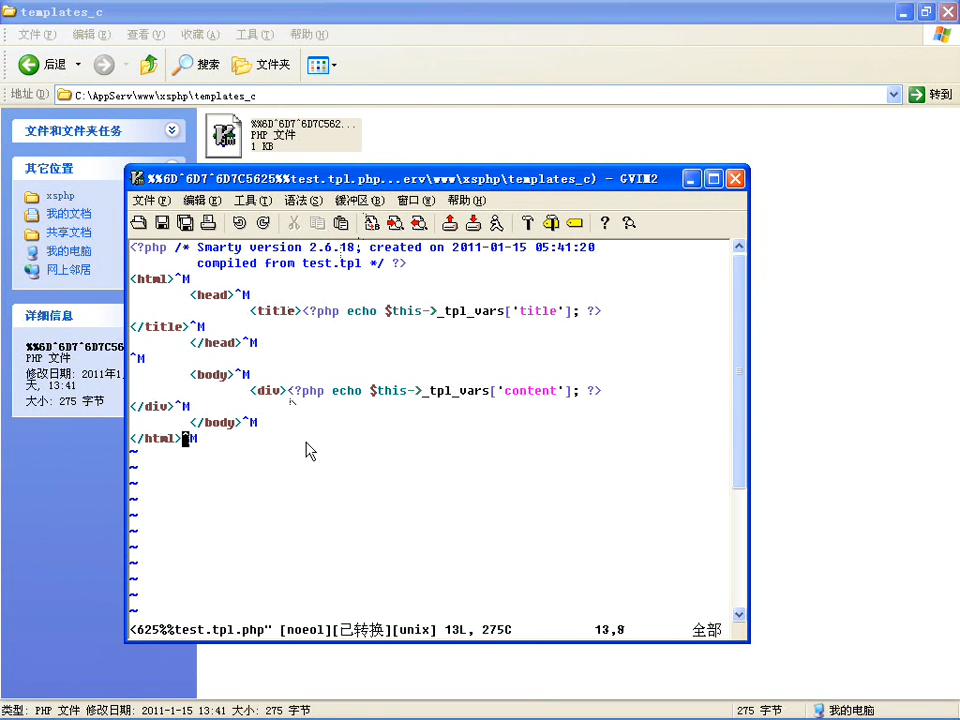 templates_c
文件(F) 编辑(E) 查看(V) 收藏(A) 工具(T) 帮助(H)
后退 搜索 文件夹
地址(D) C:\AppServ\www\xsphp\templates_c 转到
文件和文件夹任务
其它位置
xsphp
我的文档
共享文档
我的电脑
网上邻居
详细信息
%%6D^6D7^6D7C56
PHP 文件
修改日期: 2011年1
天, 13:41
大小: 275 字节
%%6D^6D7^6D7C562...
PHP 文件
1 KB
%%6D^6D7^6D7C5625%%test.tpl.php...erv\www\xsphp\templates_c) - GVIM2
文件(F) 编辑(E) 工具(T) 语法(S) 缓冲区(B) 窗口(W) 帮助(H)
<?php /* Smarty version 2.6.18, created on 2011-01-15 05:41:20
compiled from test.tpl */ ?>
<html>^M
<head>^M
<title><?php echo $this->_tpl_vars['title']; ?>
</title>^M
</head>^M
^M
<body>^M
<div><?php echo $this->_tpl_vars['content']; ?>
</div>^M
</body>^M
</html>^M
~
~
~
~
~
~
~
~
~
~
~
<625%%test.tpl.php" [noeol][已转换][unix] 13L, 275C 13,8 全部
类型: PHP 文件 修改日期: 2011-1-15 13:41 大小: 275 字节 275 字节 我的电脑